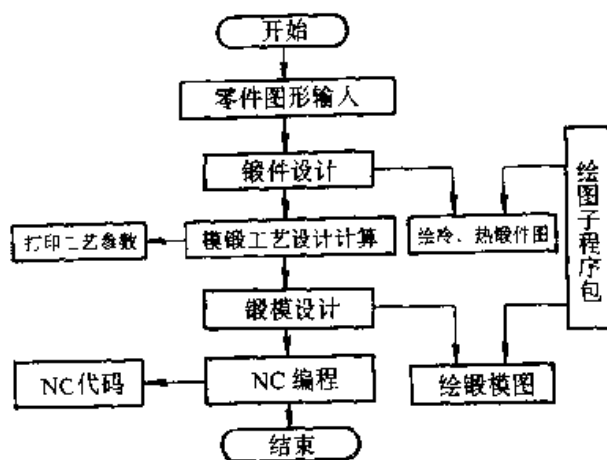 开始
零件图形输入
锻件设计
绘图子程序包
打印工艺参数
模锻工艺设计计算
绘冷、热锻件图
锻模设计
NC代码
NC编程
绘锻模图
结束